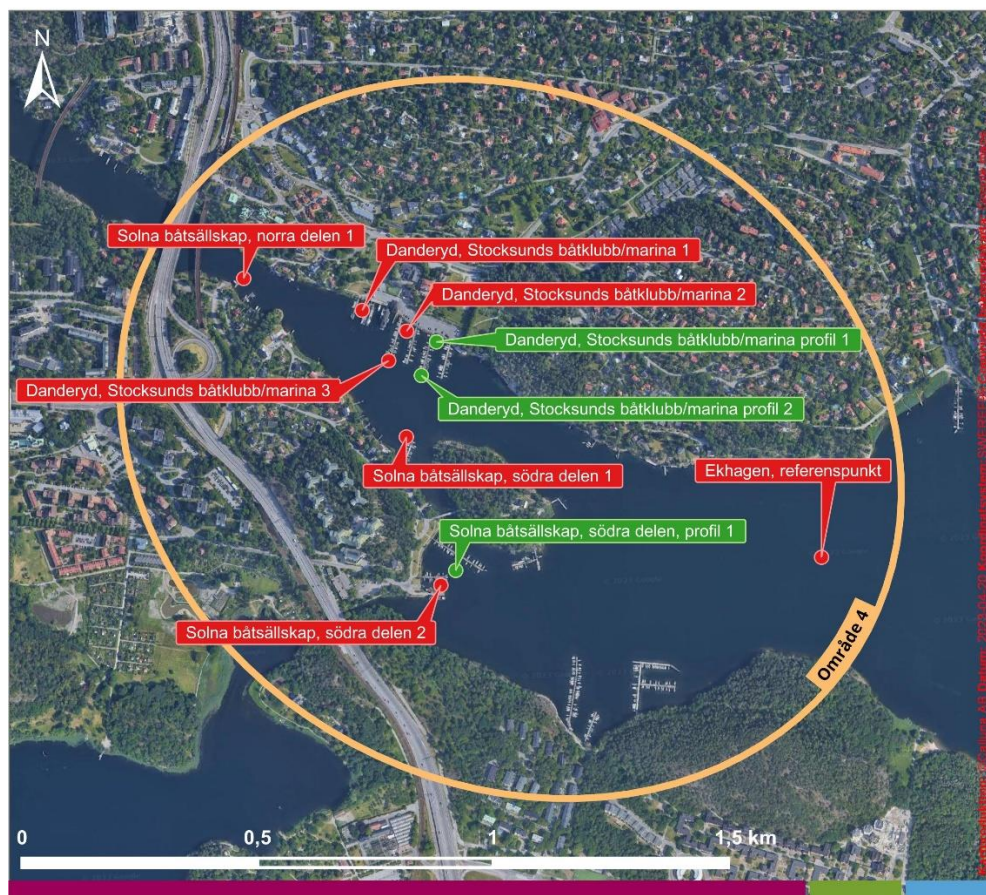 N
Solna båtsällskap, norra delen 1
Danderyd, Stocksunds båtklubb/marina 1
Danderyd, Stocksunds båtklubb/marina 2
Danderyd, Stocksunds båtklubb/marina profil 1
Danderyd, Stocksunds båtklubb/marina 3
Danderyd, Stocksunds båtklubb/marina profil 2
Solna båtsällskap, södra delen 1
Ekhagen, referenspunkt
Solna båtsällskap, södra delen, profil 1
Solna båtsällskap, södra delen 2
Område 4
0 0,5 1 1,5 km